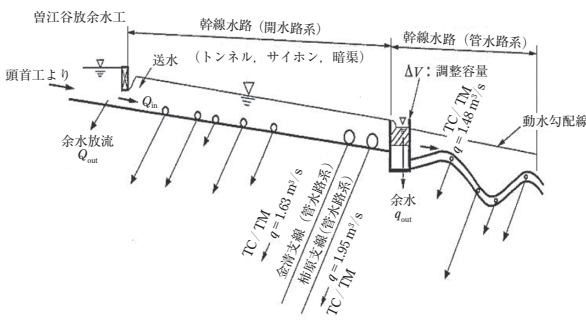 曽江谷放余水工
幹線水路（開水路系）
幹線水路（管水路系）
送水
（トンネル，サイホン，暗渠）
ΔV：調整容量
頭首工より
Qin
TC/TM
q=1.48 m³/s
動水勾配線
余水放流
Qout
余水
qout
TC/TM
q=1.63 m³/s
金清支線（管水路系）
柿原支線（管水路系）
q=1.95 m³/s
TC/TM